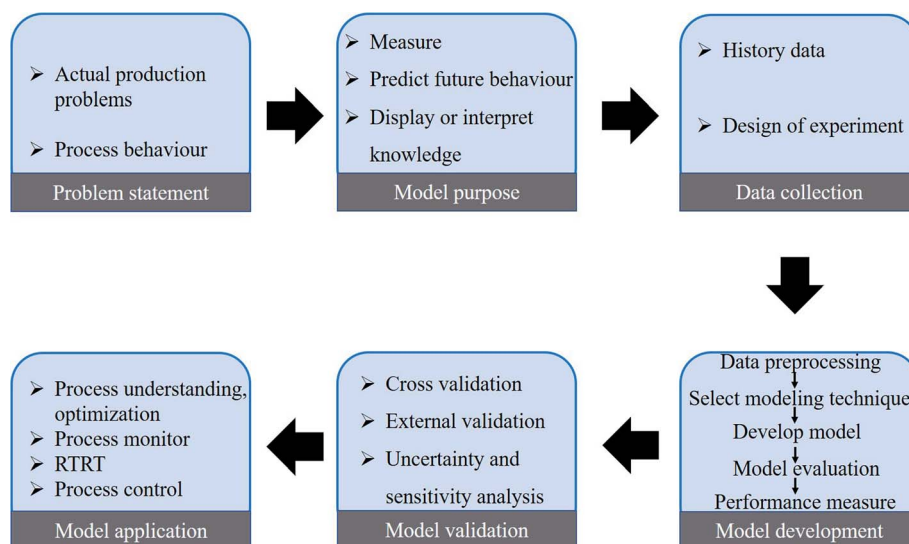 ➢ Actual production
problems
➢ Process behaviour
Problem statement
➢ Measure
➢ Predict future behaviour
➢ Display or interpret
knowledge
Model purpose
➢ History data
➢ Design of experiment
Data collection
Data preprocessing
Select modeling technique
Develop model
Model evaluation
Performance measure
Model development
➢ Cross validation
➢ External validation
➢ Uncertainty and
sensitivity analysis
Model validation
➢ Process understanding,
optimization
➢ Process monitor
➢ RTRT
➢ Process control
Model application